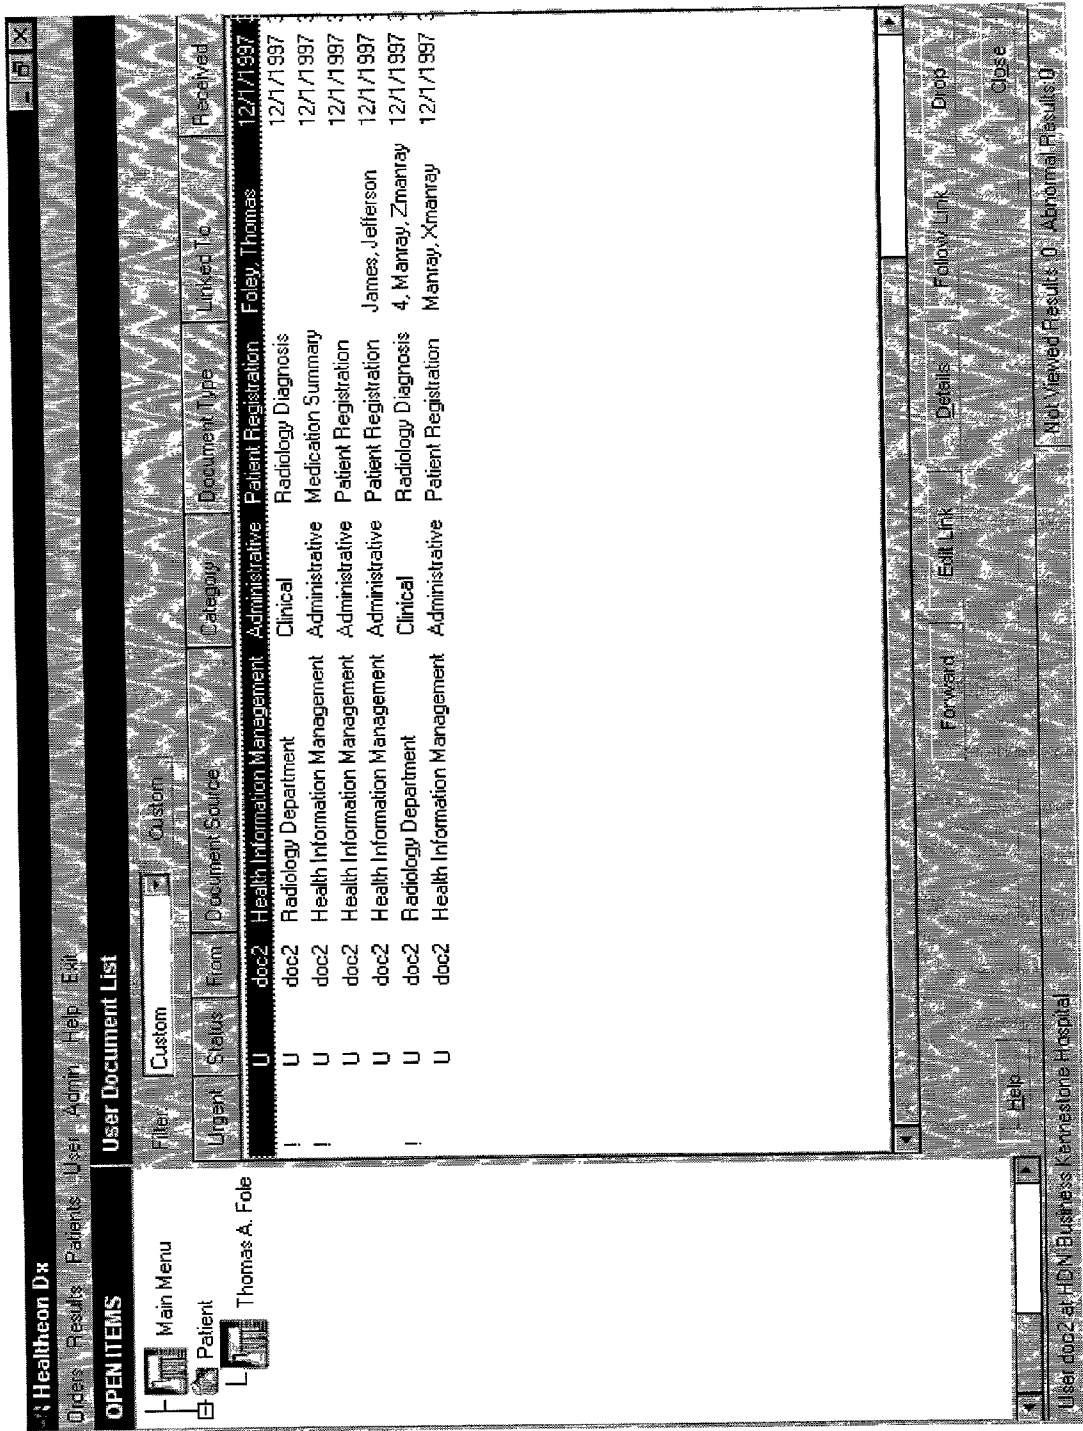 Healtheon Dx
Orders Results Patients User Admin Help Exit
OPEN ITEMS
Main Menu
Patient
Thomas A. Fole
User Document List
Filter: Custom Custom
Urgent Status From Document Source Category Document Type Linked To Received
U doc2 Health Information Management Administrative Patient Registration Foley, Thomas 12/1/1997 3
! U doc2 Radiology Department Clinical Radiology Diagnosis 12/1/1997 3
! U doc2 Health Information Management Administrative Medication Summary 12/1/1997 3
U doc2 Health Information Management Administrative Patient Registration 12/1/1997 3
U doc2 Health Information Management Administrative Patient Registration James, Jefferson 12/1/1997 3
! U doc2 Radiology Department Clinical Radiology Diagnosis 4, Manray, Zmanray 12/1/1997 3
U doc2 Health Information Management Administrative Patient Registration Manray, Xmanray 12/1/1997 3
Forward Edit Link Details Follow Link Drop
Help Close
User doc2 at HDN Business Kennestone Hospital Not Viewed Results: 0 Abnormal Results: 0